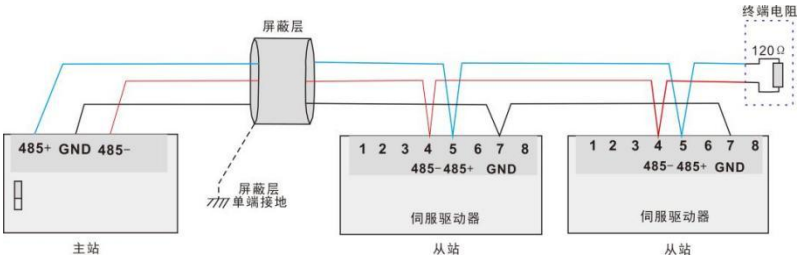 终端电阻
屏蔽层
120Ω
485+ GND 485-
1 2 3 4 5 6 7 8
485- 485+ GND
1 2 3 4 5 6 7 8
485- 485+ GND
屏蔽层
单端接地
伺服驱动器
伺服驱动器
主站
从站
从站